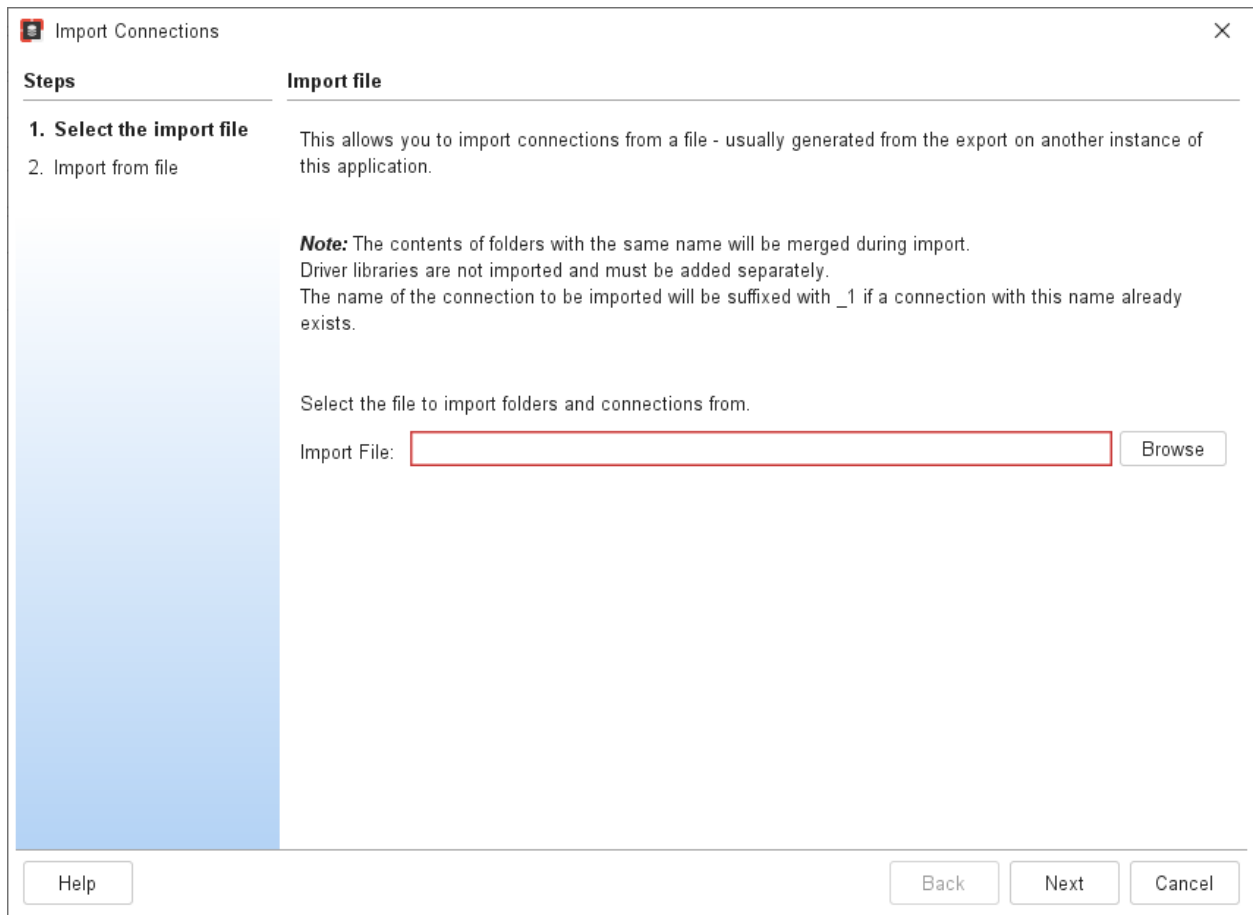 Import Connections
Steps
Import file
1. Select the import file
2. Import from file
This allows you to import connections from a file - usually generated from the export on another instance of
this application.
Note: The contents of folders with the same name will be merged during import.
Driver libraries are not imported and must be added separately.
The name of the connection to be imported will be suffixed with _1 if a connection with this name already
exists.
Select the file to import folders and connections from.
Import File:
Browse
Help
Back
Next
Cancel